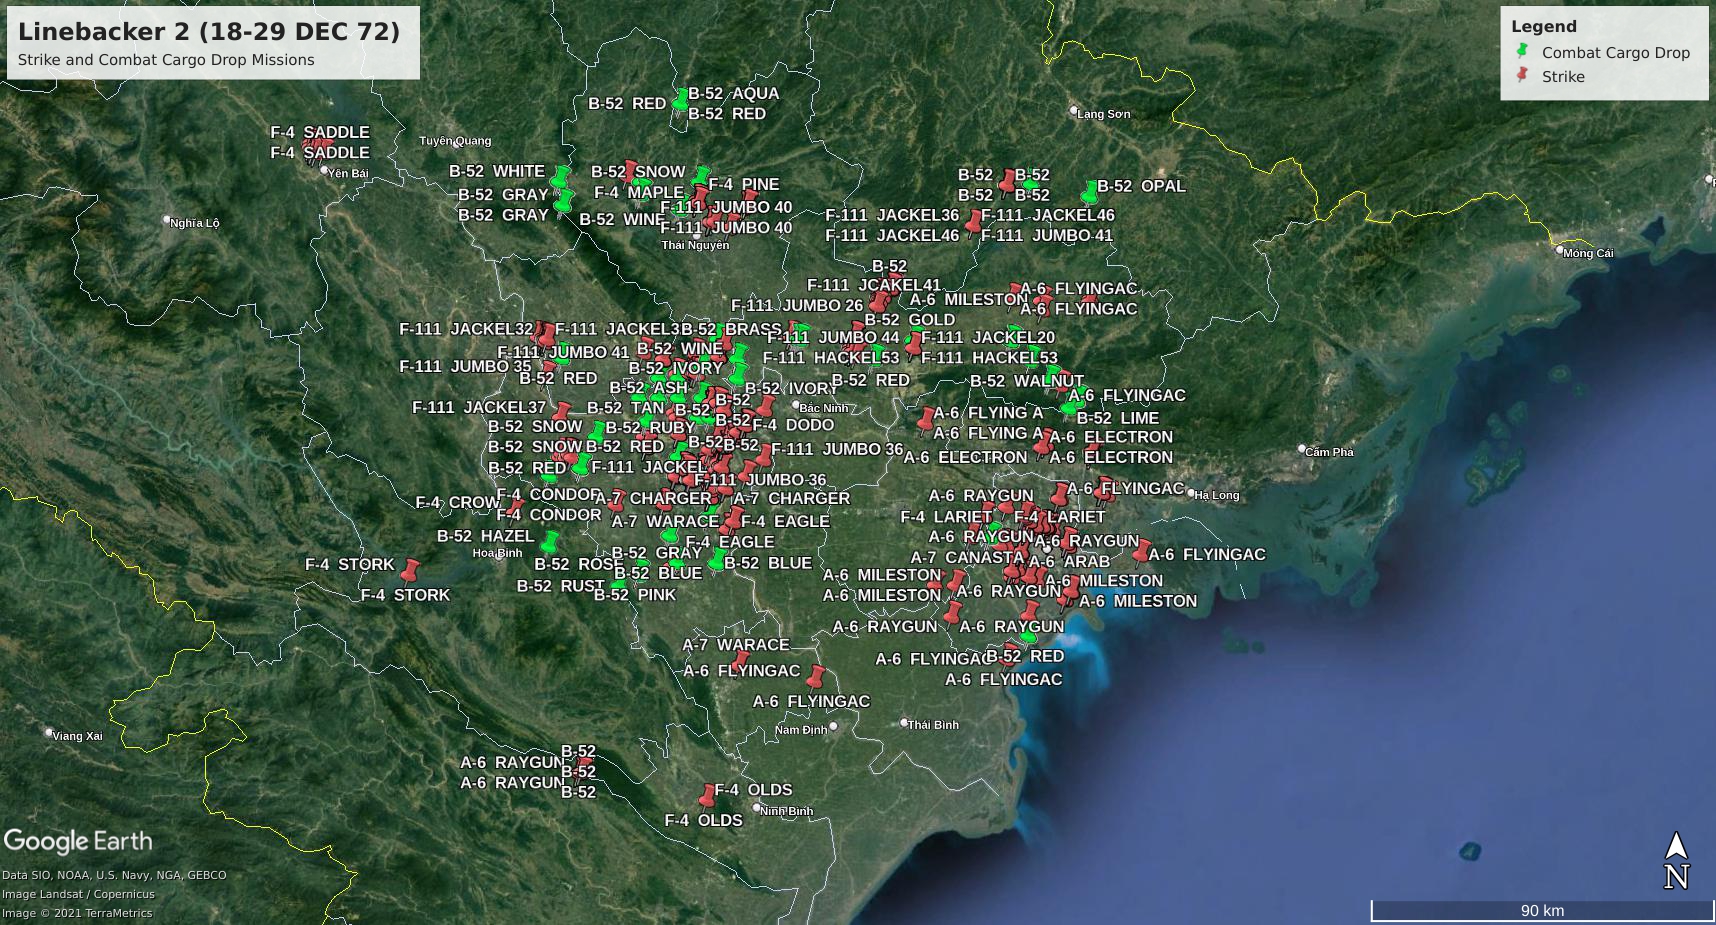 Linebacker 2 (18-29 DEC 72)
Strike and Combat Cargo Drop Missions
Legend
Combat Cargo Drop
Strike
B-52 RED
B-52 AQUA
B-52 RED
Lạng Sơn
F-4 SADDLE
F-4 SADDLE
Yên Bái
Tuyên Quang
B-52 WHITE
B-52 GRAY
B-52 GRAY
B-52 SNOW
F-4 MAPLE
F-4 PINE
F-111 JUMBO 40
B-52 WINE
F-111 JUMBO 40
Thái Nguyên
B-52
B-52
B-52
B-52
B-52 OPAL
Nghĩa Lộ
F-111 JACKEL36
F-111 JACKEL46
F-111 JACKEL46
F-111 JUMBO 41
Móng Cái
B-52
F-111 JCAKEL41
F-111 JUMBO 26
A-6 MILESTON
A-6 FLYINGAC
A-6 FLYINGAC
B-52 GOLD
F-111 JACKEL32
F-111 JACKEL3
B-52 BRASS
F-111 JUMBO 44
F-111 JACKEL20
F-111 JUMBO 41
B-52 WINE
F-111 HACKEL53
F-111 HACKEL53
F-111 JUMBO 35
B-52 IVORY
B-52 RED
B-52 RED
B-52 WALNUT
B-52 ASH
B-52 IVORY
A-6 FLYINGAC
F-111 JACKEL37
B-52 TAN
B-52
B-52
Bắc Ninh
B-52 LIME
B-52 SNOW
B-52 RUBY
B-52
F-4 DODO
A-6 FLYING A
A-6 FLYING A
A-6 ELECTRON
B-52 SNOW
B-52 RED
B-52
B-52
F-111 JUMBO 36
A-6 ELECTRON
A-6 ELECTRON
Cẩm Phả
B-52 RED
F-111 JACKEL
F-111 JUMBO 36
F-4 CROW
F-4 CONDOR
F-4 CONDOR
A-7 CHARGER
A-7 CHARGER
A-6 RAYGUN
A-6 FLYINGAC
Hạ Long
A-7 WARACE
F-4 EAGLE
F-4 LARIET
F-4 LARIET
B-52 HAZEL
F-4 EAGLE
A-6 RAYGUN
A-6 RAYGUN
Hoa Binh
B-52 GRAY
A-7 CANASTA
A-6 ARAB
A-6 FLYINGAC
F-4 STORK
B-52 ROSE
B-52 BLUE
B-52 BLUE
A-6 MILESTON
A-6 MILESTON
B-52 RUST
B-52 PINK
F-4 STORK
A-6 MILESTON
A-6 RAYGUN
A-6 MILESTON
A-6 RAYGUN
A-6 RAYGUN
A-7 WARACE
A-6 FLYINGAC
A-6 FLYINGAC
B-52 RED
A-6 FLYINGAC
A-6 FLYINGAC
Nam Định
Thái Bình
Viang Xai
B-52
A-6 RAYGUN
B-52
A-6 RAYGUN
B-52
F-4 OLDS
Ninh Bình
F-4 OLDS
Google Earth
Data SIO, NOAA, U.S. Navy, NGA, GEBCO
Image Landsat / Copernicus
Image © 2021 TerraMetrics
N
90 km